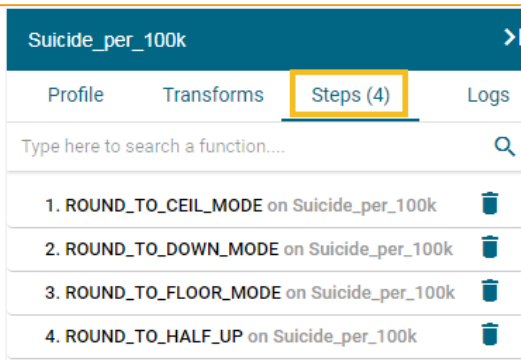 Suicide_per_100k
Profile Transforms Steps (4) Logs
Type here to search a function....
1. ROUND_TO_CEIL_MODE on Suicide_per_100k
2. ROUND_TO_DOWN_MODE on Suicide_per_100k
3. ROUND_TO_FLOOR_MODE on Suicide_per_100k
4. ROUND_TO_HALF_UP on Suicide_per_100k